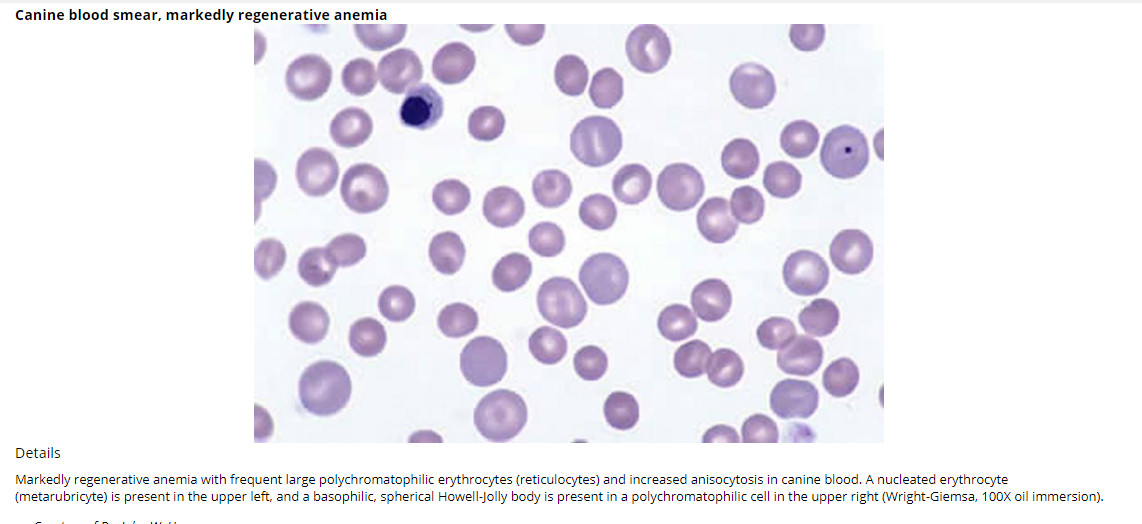 Canine blood smear, markedly regenerative anemia
Details
Markedly regenerative anemia with frequent large polychromatophilic erythrocytes (reticulocytes) and increased anisocytosis in canine blood. A nucleated erythrocyte
(metarubricyte) is present in the upper left, and a basophilic, spherical Howell-Jolly body is present in a polychromatophilic cell in the upper right (Wright-Giemsa, 100X oil immersion).